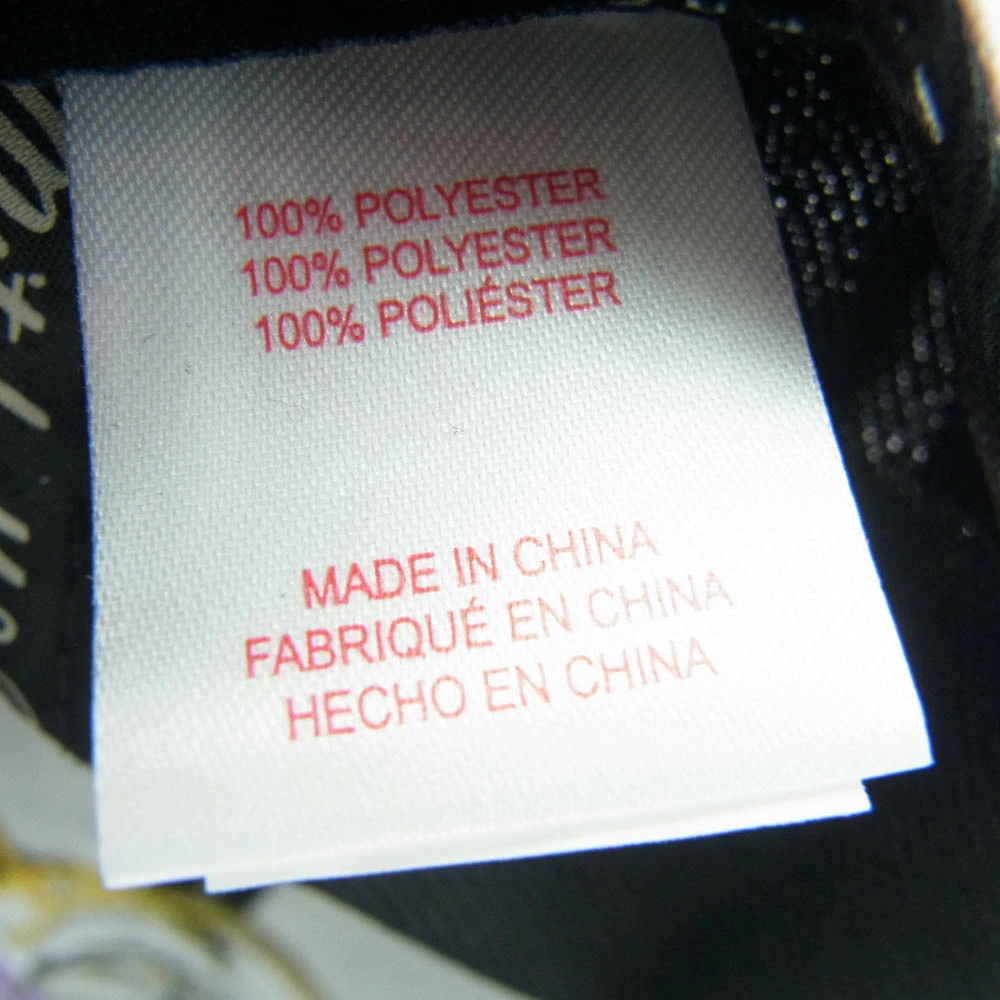 100% POLYESTER
100% POLYESTER
100% POLIÉSTER
MADE IN CHINA
FABRIQUÉ EN CHINA
HECHO EN CHINA